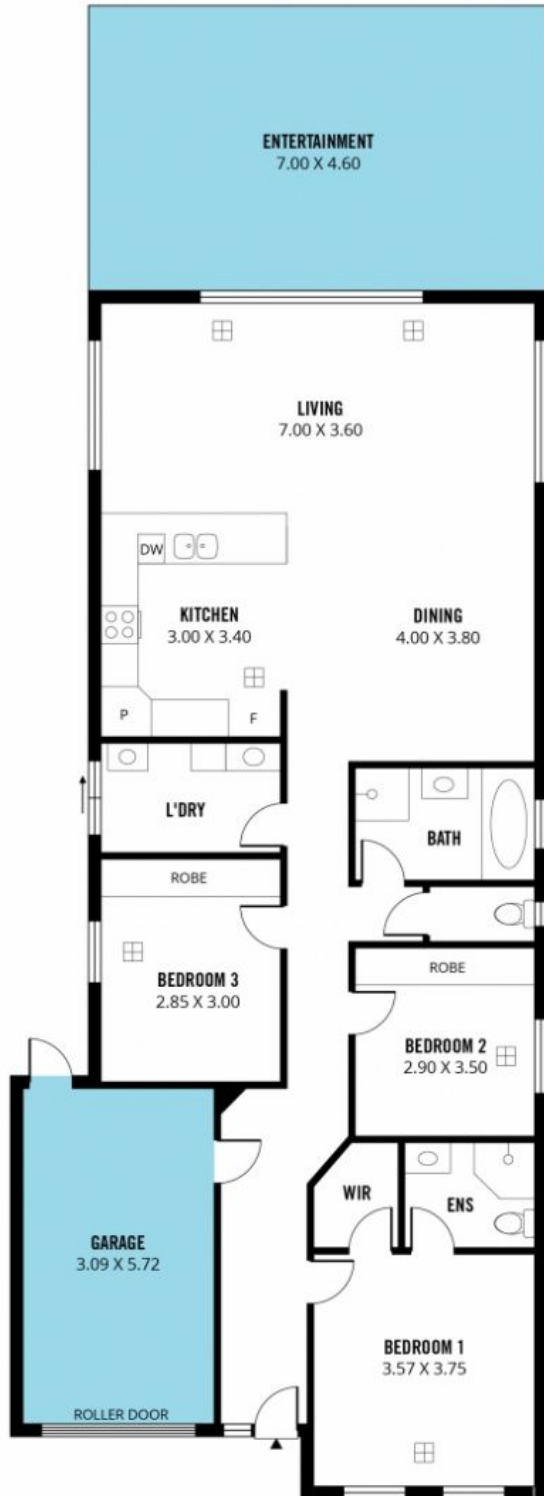 ENTERTAINMENT
7.00 X 4.60
LIVING
7.00 X 3.60
DW
KITCHEN
3.00 X 3.40
DINING
4.00 X 3.80
P
F
L'DRY
BATH
ROBE
BEDROOM 3
2.85 X 3.00
ROBE
BEDROOM 2
2.90 X 3.50
WIR
ENS
GARAGE
3.09 X 5.72
BEDROOM 1
3.57 X 3.75
ROLLER DOOR